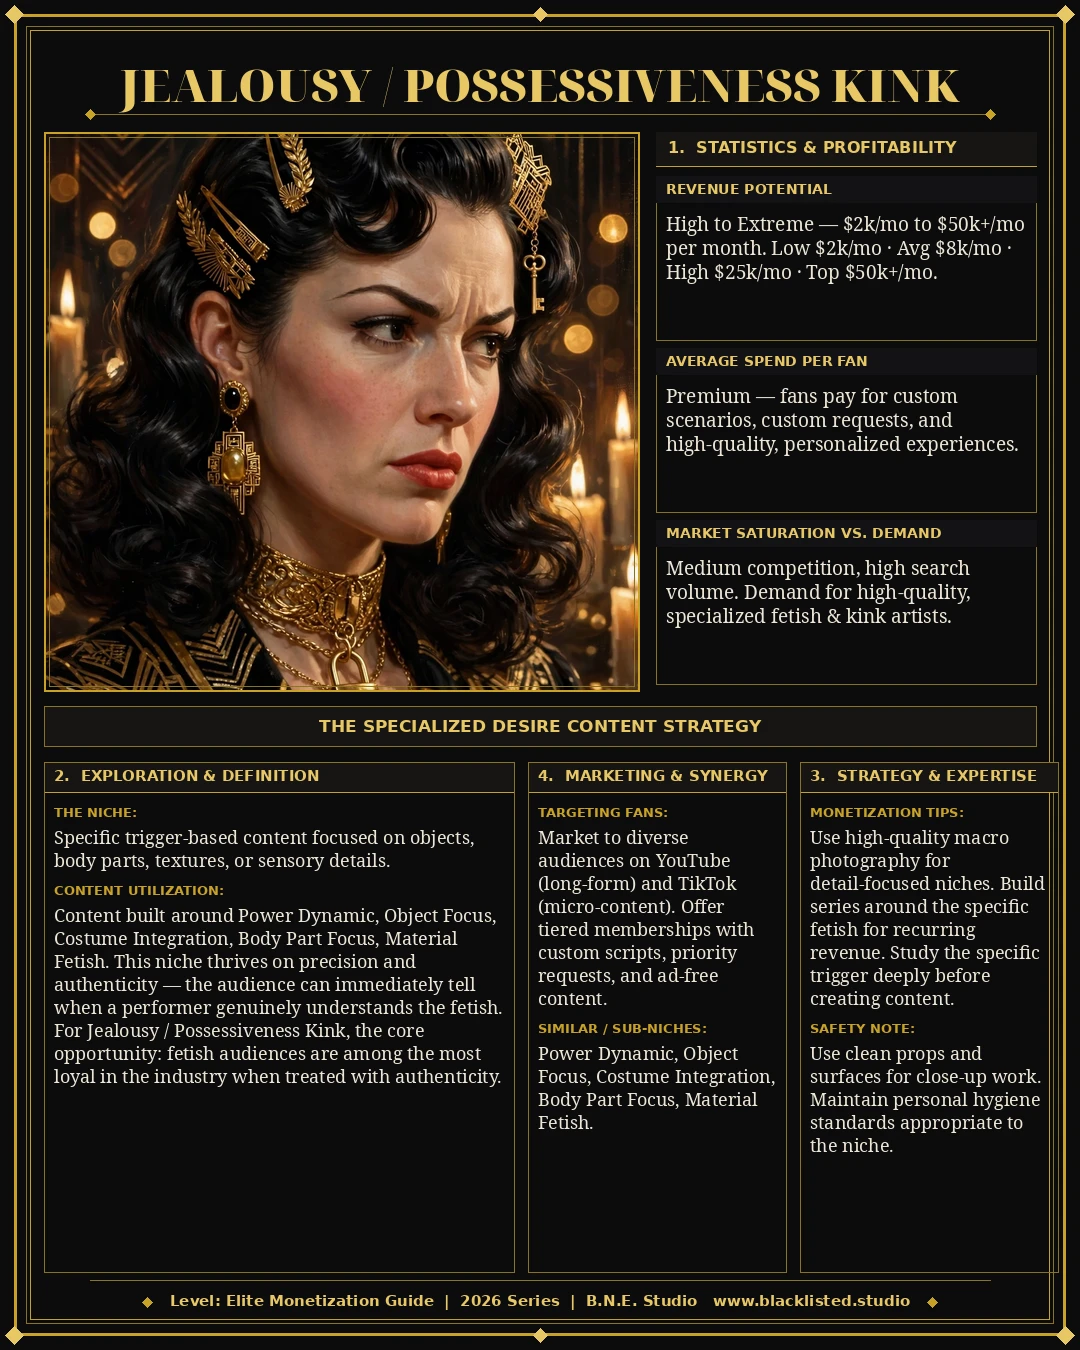 JEALOUSY / POSSESSIVENESS KINK
1. STATISTICS & PROFITABILITY
REVENUE POTENTIAL
High to Extreme — $2k/mo to $50k+/mo
per month. Low $2k/mo · Avg $8k/mo ·
High $25k/mo · Top $50k+/mo.
AVERAGE SPEND PER FAN
Premium — fans pay for custom
scenarios, custom requests, and
high-quality, personalized experiences.
MARKET SATURATION VS. DEMAND
Medium competition, high search
volume. Demand for high-quality,
specialized fetish & kink artists.
THE SPECIALIZED DESIRE CONTENT STRATEGY
2. EXPLORATION & DEFINITION
THE NICHE:
Specific trigger-based content focused on objects,
body parts, textures, or sensory details.
CONTENT UTILIZATION:
Content built around Power Dynamic, Object Focus,
Costume Integration, Body Part Focus, Material
Fetish. This niche thrives on precision and
authenticity — the audience can immediately tell
when a performer genuinely understands the fetish.
For Jealousy / Possessiveness Kink, the core
opportunity: fetish audiences are among the most
loyal in the industry when treated with authenticity.
4. MARKETING & SYNERGY
TARGETING FANS:
Market to diverse
audiences on YouTube
(long-form) and TikTok
(micro-content). Offer
tiered memberships with
custom scripts, priority
requests, and ad-free
content.
SIMILAR / SUB-NICHES:
Power Dynamic, Object
Focus, Costume Integration,
Body Part Focus, Material
Fetish.
3. STRATEGY & EXPERTISE
MONETIZATION TIPS:
Use high-quality macro
photography for
detail-focused niches. Build
series around the specific
fetish for recurring
revenue. Study the specific
trigger deeply before
creating content.
SAFETY NOTE:
Use clean props and
surfaces for close-up work.
Maintain personal hygiene
standards appropriate to
the niche.
Level: Elite Monetization Guide | 2026 Series | B.N.E. Studio www.blacklisted.studio